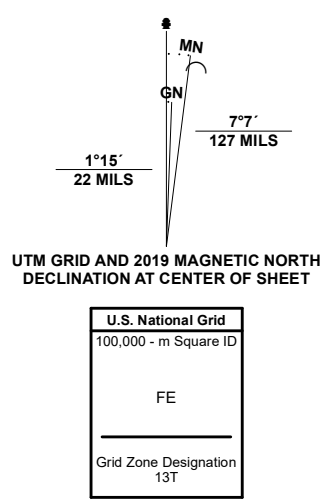 MN
GN
7°7´
127 MILS
1°15´
22 MILS
UTM GRID AND 2019 MAGNETIC NORTH
DECLINATION AT CENTER OF SHEET
U.S. National Grid
100,000 - m Square ID
FE
Grid Zone Designation
13T